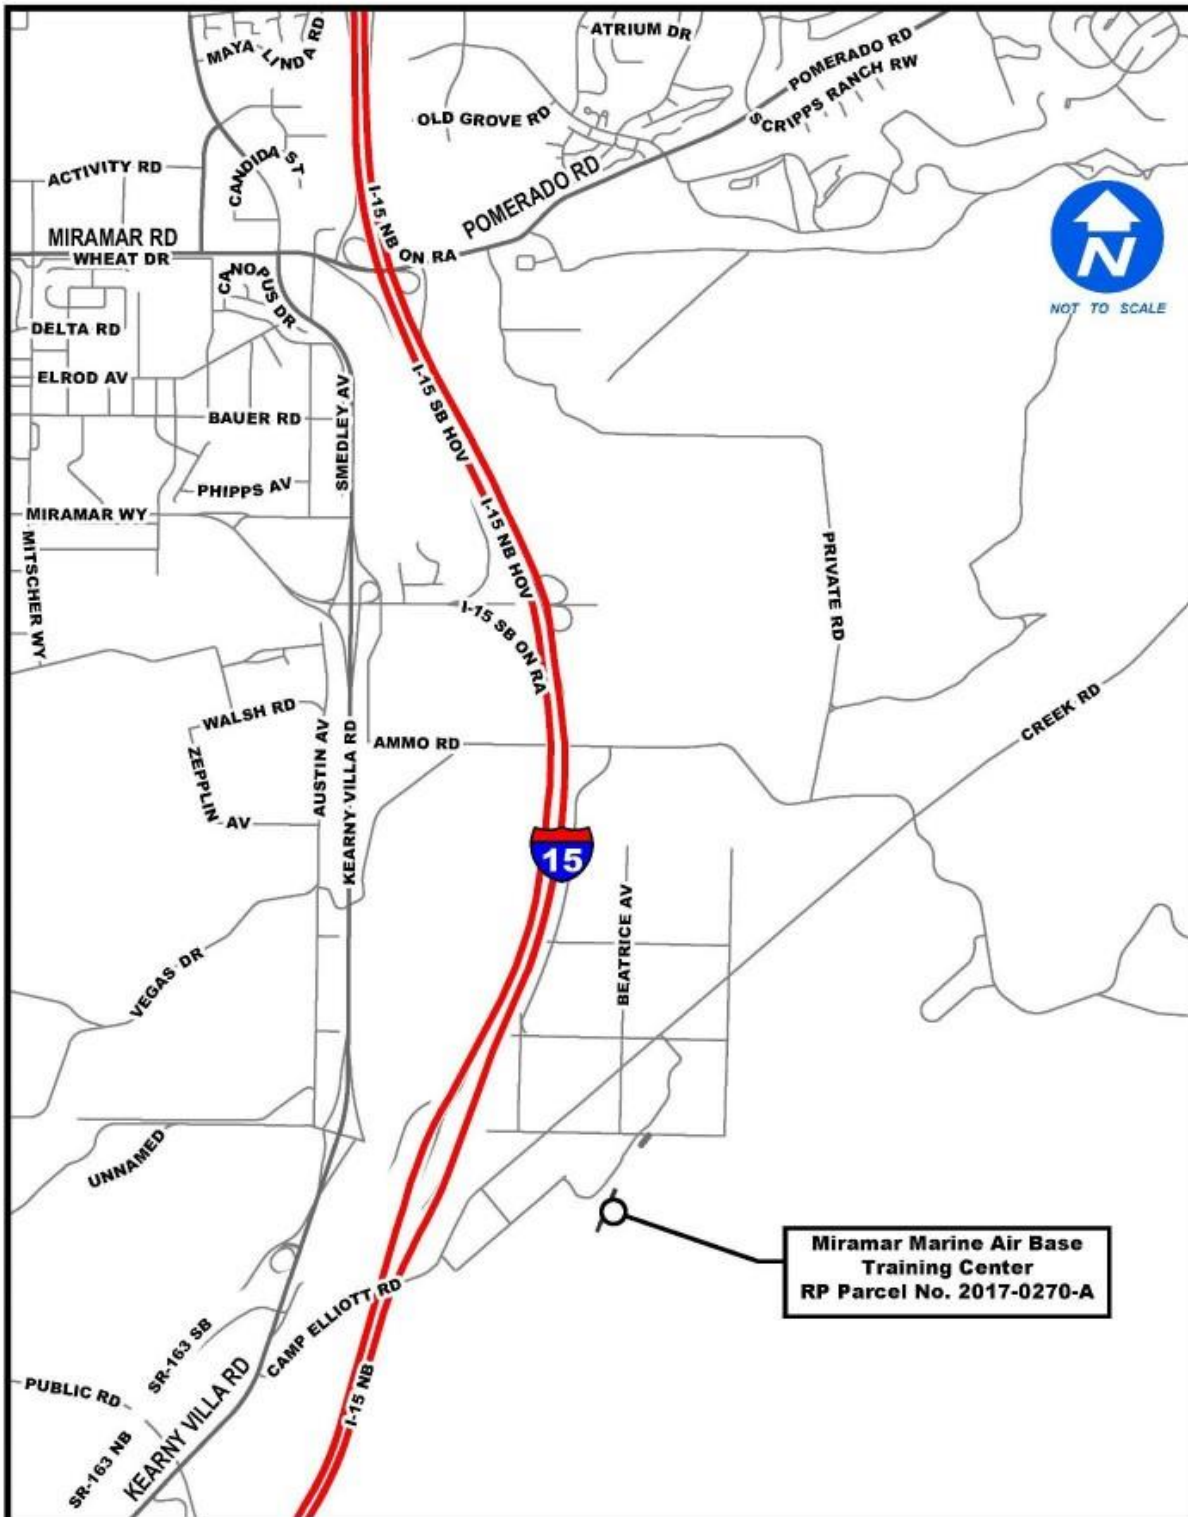 MAYA LINDA RD
ATRIUM DR
POMERADO RD
SCRIPPS RANCH RW
OLD GROVE RD
ACTIVITY RD
CANDIDA ST
I-15 NB ON RA
POMERADO RD
MIRAMAR RD
WHEAT DR
CANOPUS DR
N
NOT TO SCALE
DELTA RD
ELROD AV
BAUER RD
SMEDLEY AV
I-15 SB HOV
PHIPPS AV
MIRAMAR WY
I-15 NB HOV
MITSCHER WY
PRIVATE RD
I-15 SB ON RA
WALSH RD
CREEK RD
AMMO RD
ZEPPLIN AV
AUSTIN AV
KEARNY VILLA RD
15
BEATRICE AV
VEGAS DR
UNNAMED
Miramar Marine Air Base
Training Center
RP Parcel No. 2017-0270-A
CAMP ELLIOTT RD
SR-163 SB
PUBLIC RD
I-15 NB
KEARNY VILLA RD
SR-163 NB